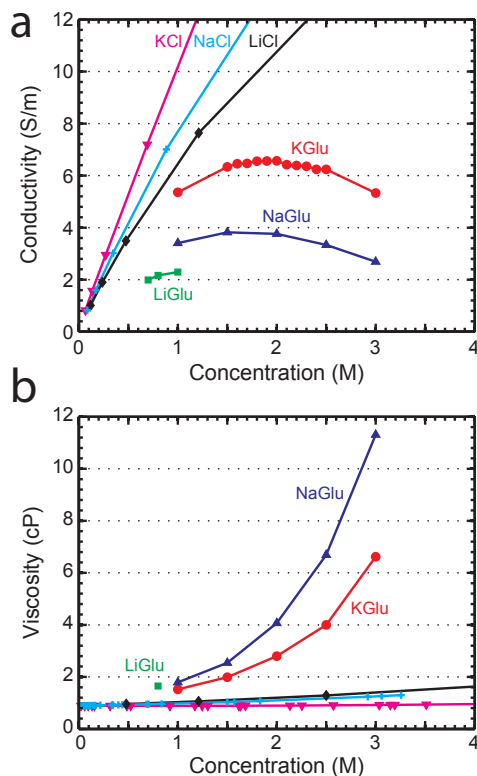 a
12
10
8
6
4
2
0
Conductivity (S/m)
KCl
NaCl
LiCl
KGlu
NaGlu
LiGlu
0 1 2 3 4
Concentration (M)
b
12
10
8
6
4
2
0
Viscosity (cP)
NaGlu
KGlu
LiGlu
0 1 2 3 4
Concentration (M)